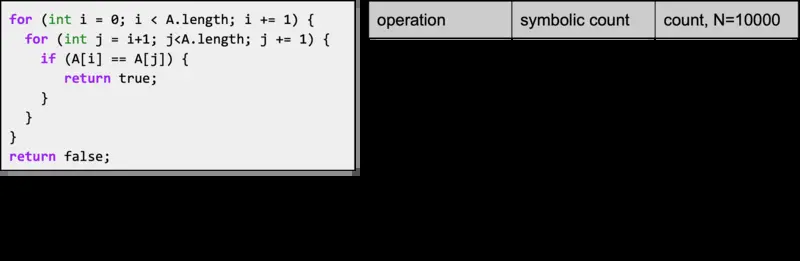 for (int i = 0; i < A.length; i += 1) {
  for (int j = i+1; j<A.length; j += 1) {
    if (A[i] == A[j]) {
       return true;
    }
  }
}
return false;
operation symbolic count count, N=10000